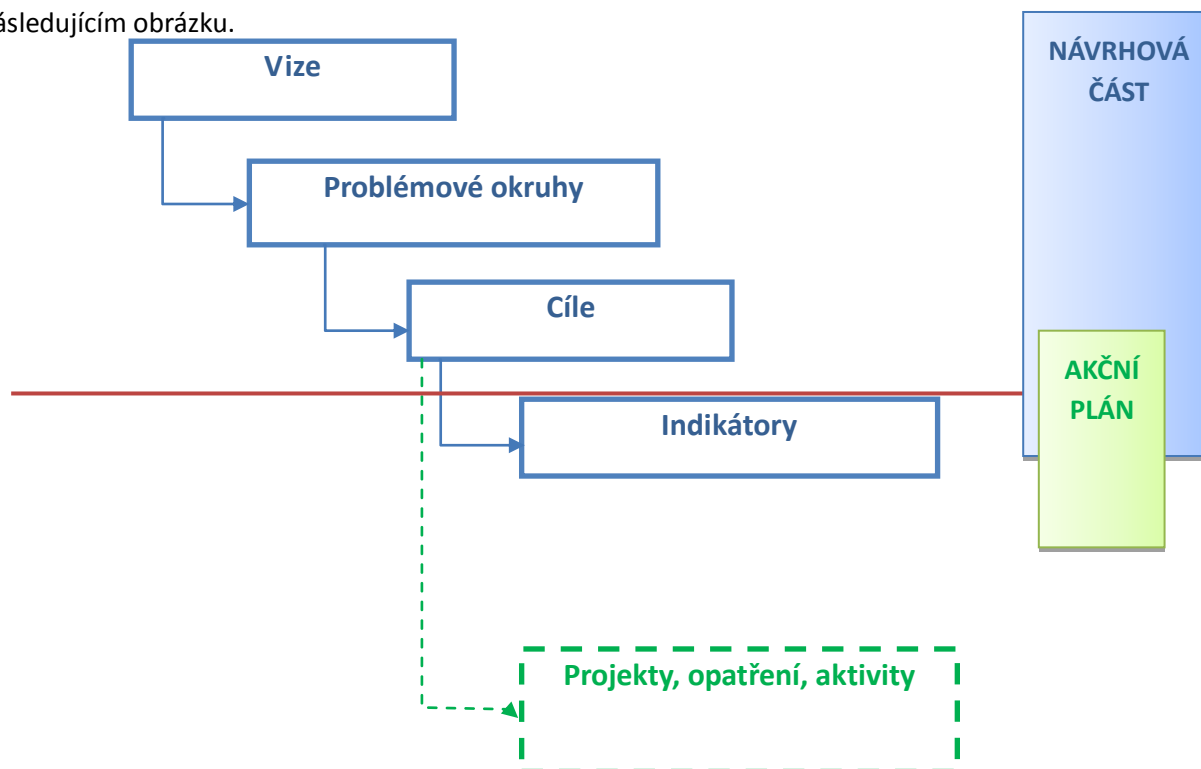 ásledujícím obrázku.
Vize
NÁVRHOVÁ
ČÁST
Problémové okruhy
Cíle
AKČNÍ
PLÁN
Indikátory
Projekty, opatření, aktivity